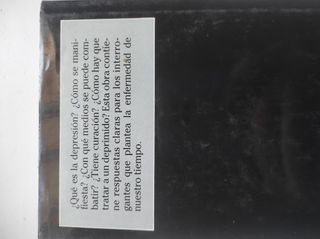 ¿Qué es la depresión? ¿Cómo se mani-
fiesta? ¿Con qué medios se puede com-
batir? ¿Tiene curación? ¿Cómo hay que
tratar a un deprimido? Esta obra contie-
ne respuestas claras para los interro-
gantes que plantea la enfermedad de
nuestro tiempo.